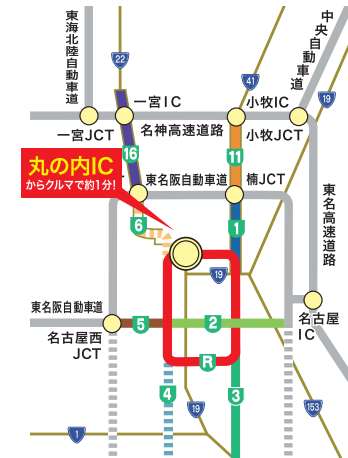 東海北陸自動車道
中央自動車道
22
41
19
一宮IC
小牧IC
一宮JCT
名神高速道路
小牧JCT
16
11
丸の内IC
からクルマで約1分!
東名阪自動車道
楠JCT
東名高速道路
6
1
19
東名阪自動車道
5
2
名古屋
IC
名古屋西
JCT
R
4
3
19
153
1